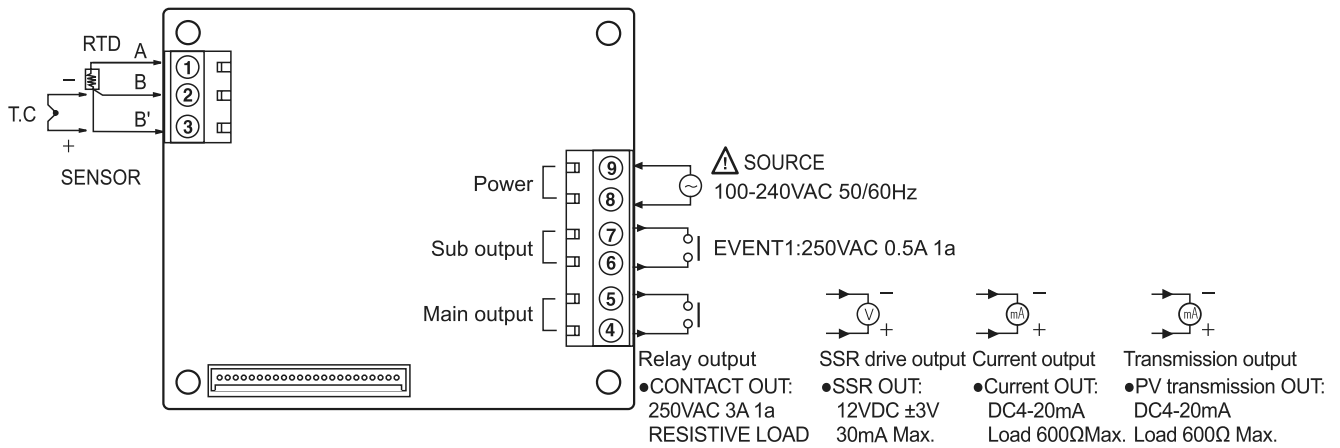 RTD
A
B
B'
−
T.C
+
SENSOR
1
2
3
Power
9
8
⚠ SOURCE
100-240VAC 50/60Hz
Sub output
7
6
EVENT1:250VAC 0.5A 1a
Main output
5
4
−
V
+
−
mA
+
−
mA
+
Relay output
●CONTACT OUT:
250VAC 3A 1a
RESISTIVE LOAD
SSR drive output
●SSR OUT:
12VDC ±3V
30mA Max.
Current output
●Current OUT:
DC4-20mA
Load 600ΩMax.
Transmission output
●PV transmission OUT:
DC4-20mA
Load 600Ω Max.